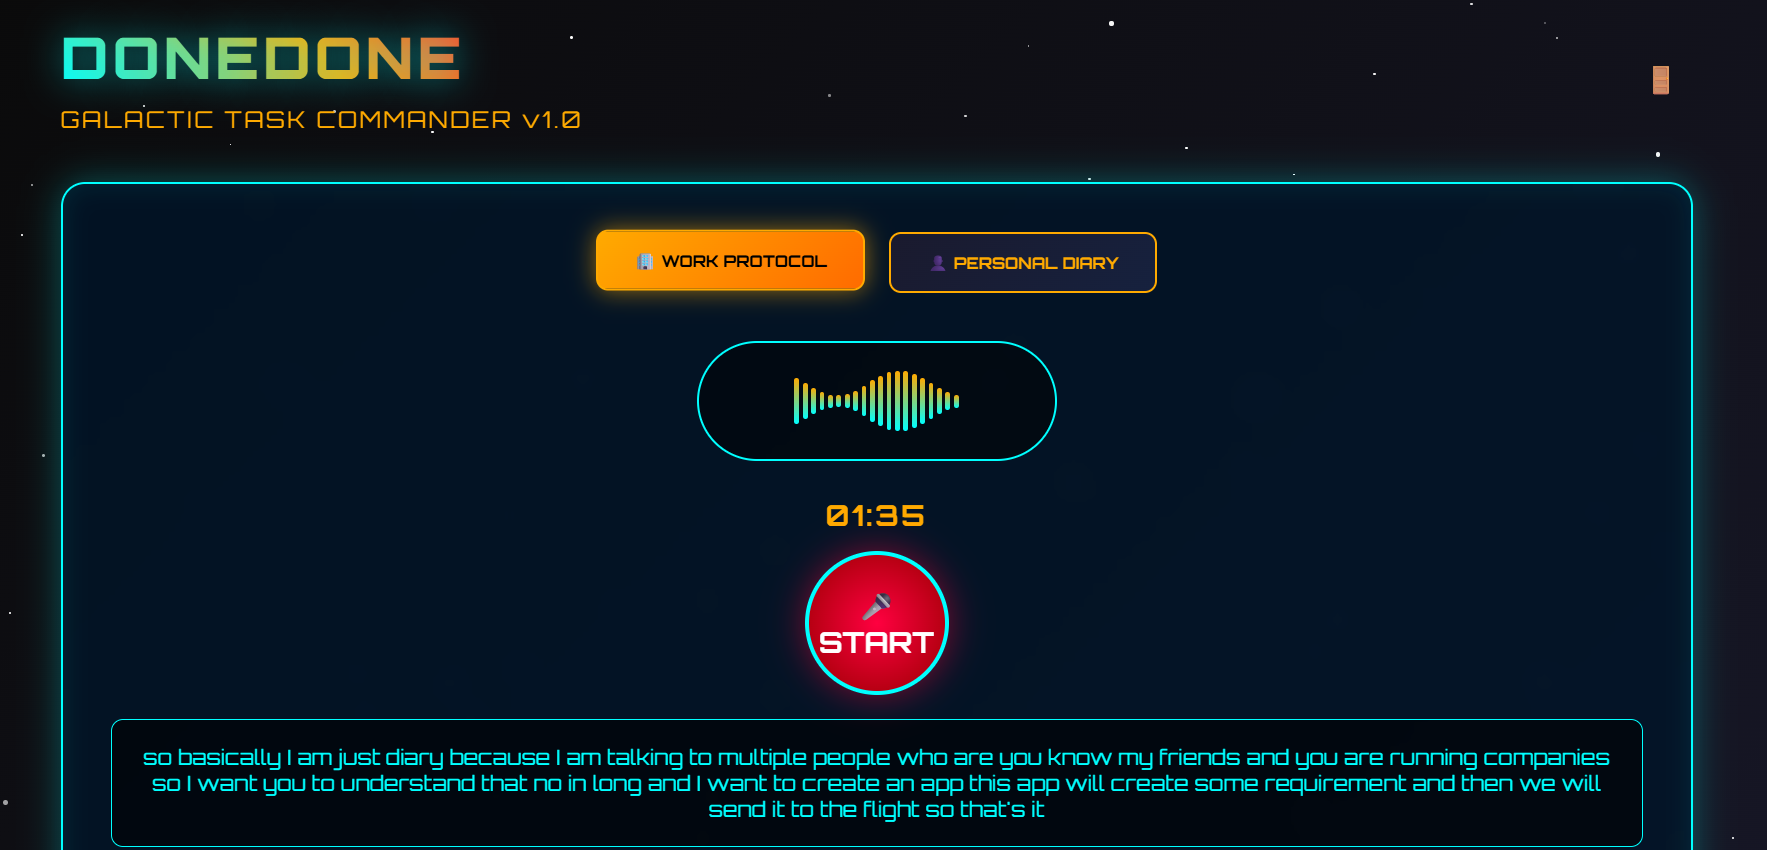 DONEDONE
GALACTIC TASK COMMANDER v1.0
WORK PROTOCOL
PERSONAL DIARY
01:35
START
so basically I am just diary because I am talking to multiple people who are you know my friends and you are running companies
so I want you to understand that no in long and I want to create an app this app will create some requirement and then we will
send it to the flight so that's it